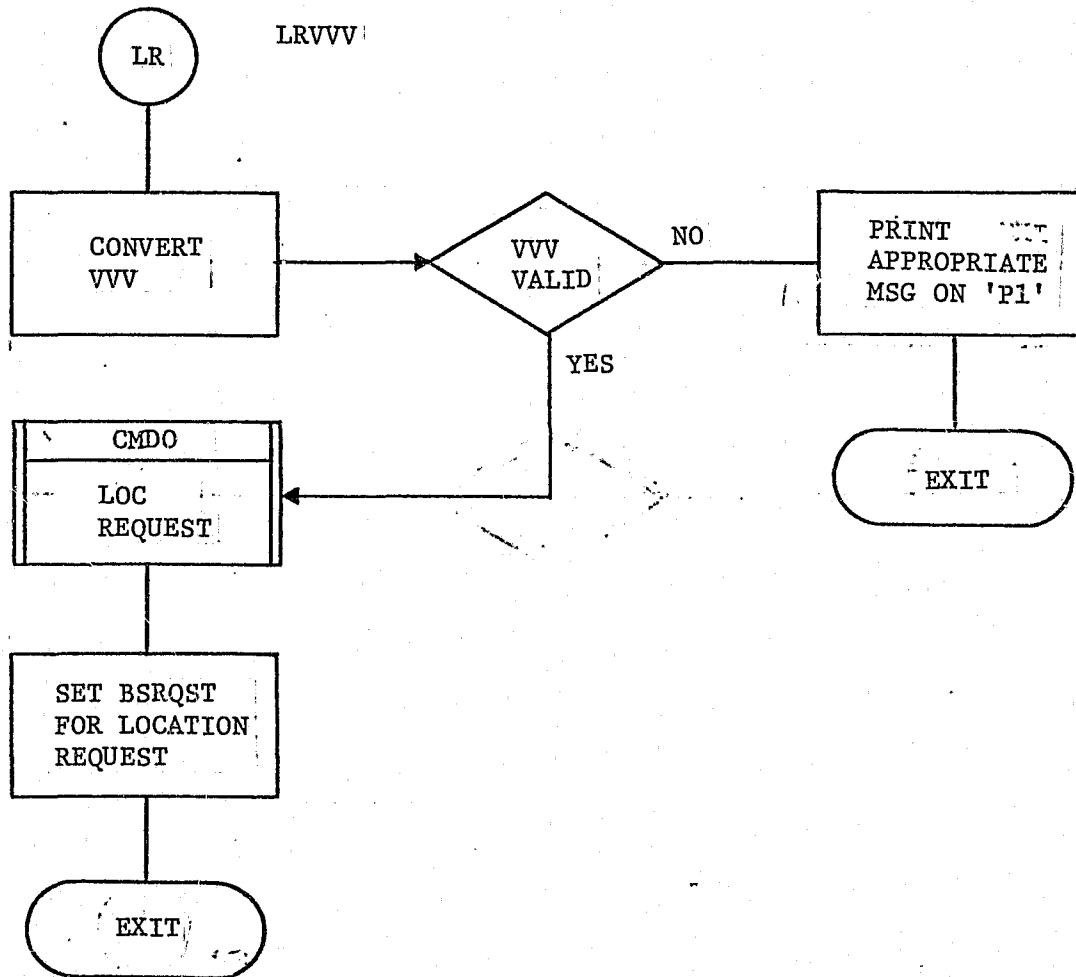 LR
LRVVV
CONVERT
VVV
VVV
VALID
NO
PRINT
APPROPRIATE
MSG ON 'P1'
YES
EXIT
CMDO
LOC
REQUEST
SET BSRQST
FOR LOCATION
REQUEST
EXIT